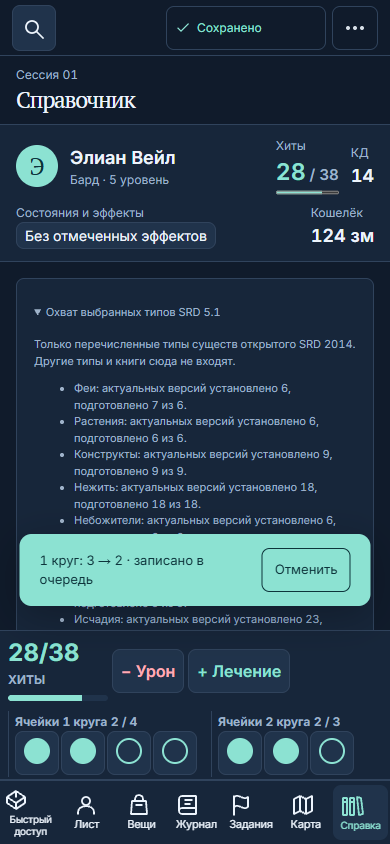 Сохранено
Сессия 01
Справочник
Э
Элиан Вейл
Бард · 5 уровень
Хиты
28 / 38
КД
14
Состояния и эффекты
Без отмеченных эффектов
Кошелёк
124 зм
▼ Охват выбранных типов SRD 5.1
Только перечисленные типы существ открытого SRD 2014.
Другие типы и книги сюда не входят.
• Феи: актуальных версий установлено 6,
подготовлено 7 из 6.
• Растения: актуальных версий установлено 6,
подготовлено 6 из 6.
• Конструкты: актуальных версий установлено 9,
подготовлено 9 из 9.
• Нежить: актуальных версий установлено 18,
подготовлено 18 из 18.
• Небожители: актуальных версий установлено 6,
1 круг: 3 → 2 · записано в
очередь
Отменить
• Исчадия: актуальных версий установлено 23,
28/38
ХИТЫ
− Урон
+ Лечение
Ячейки 1 круга 2 / 4
Ячейки 2 круга 2 / 3
Быстрый
доступ
Лист
Вещи
Журнал
Задания
Карта
Справка